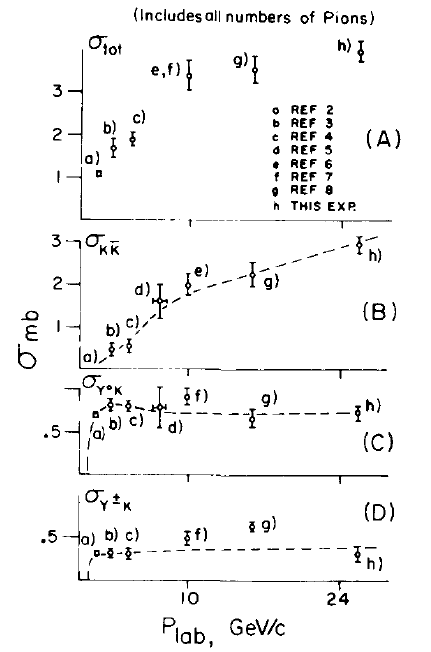 (Includes all numbers of Pions)
σtot
h)
e,f)
g)
3
2
b)
c)
a)
1
o REF 2
b REF 3
c REF 4
d REF 5
e REF 6
f REF 7
g REF 8
h THIS EXP.
(A)
σKK̅
3
2
1
d)
e)
g)
h)
b)
c)
a)
(B)
σ mb
σY°K
.5
a)
b)
c)
d)
f)
g)
h)
(C)
σY±K
.5
a)
b)
c)
f)
g)
h)
(D)
10
24
Plab, GeV/c